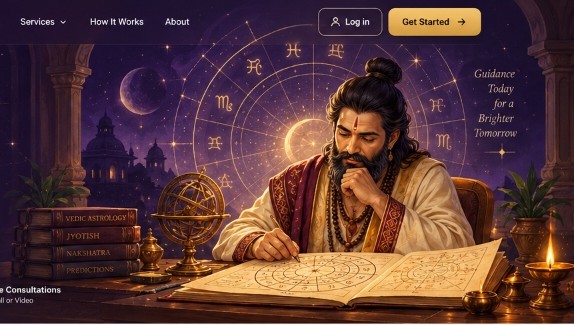 Services
How It Works
About
Log in
Get Started
Guidance
Today
for a
Brighter
Tomorrow
VEDIC ASTROLOGY
JYOTISH
NAKSHATRA
PREDICTIONS
Consultations
or Video